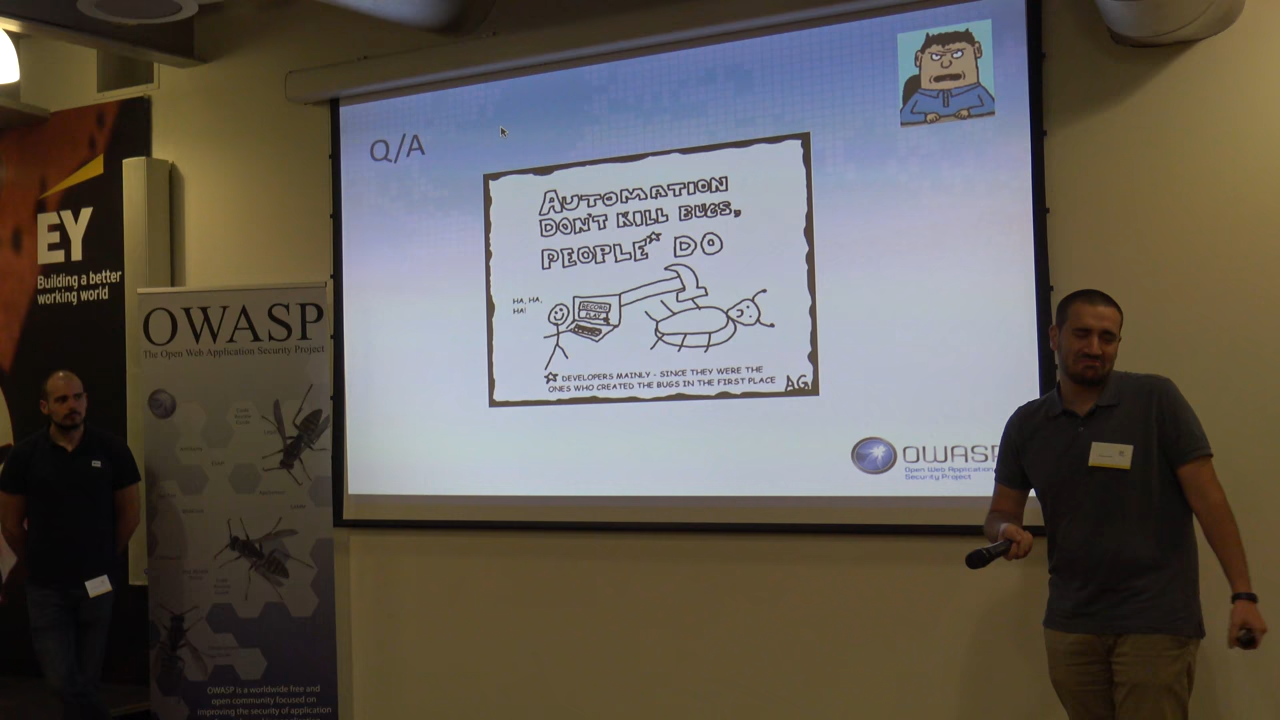 Q/A
AUTOMATION
DON'T KILL BUGS,
PEOPLE* DO
HA, HA,
HA!
RECORD
PLAY
* DEVELOPERS MAINLY - SINCE THEY WERE THE
ONES WHO CREATED THE BUGS IN THE FIRST PLACE
AG
OWASP
Open Web Application
Security Project
EY
Building a better
working world
OWASP
The Open Web Application Security Project
OWASP is a worldwide free and
open community focused on
improving the security of application